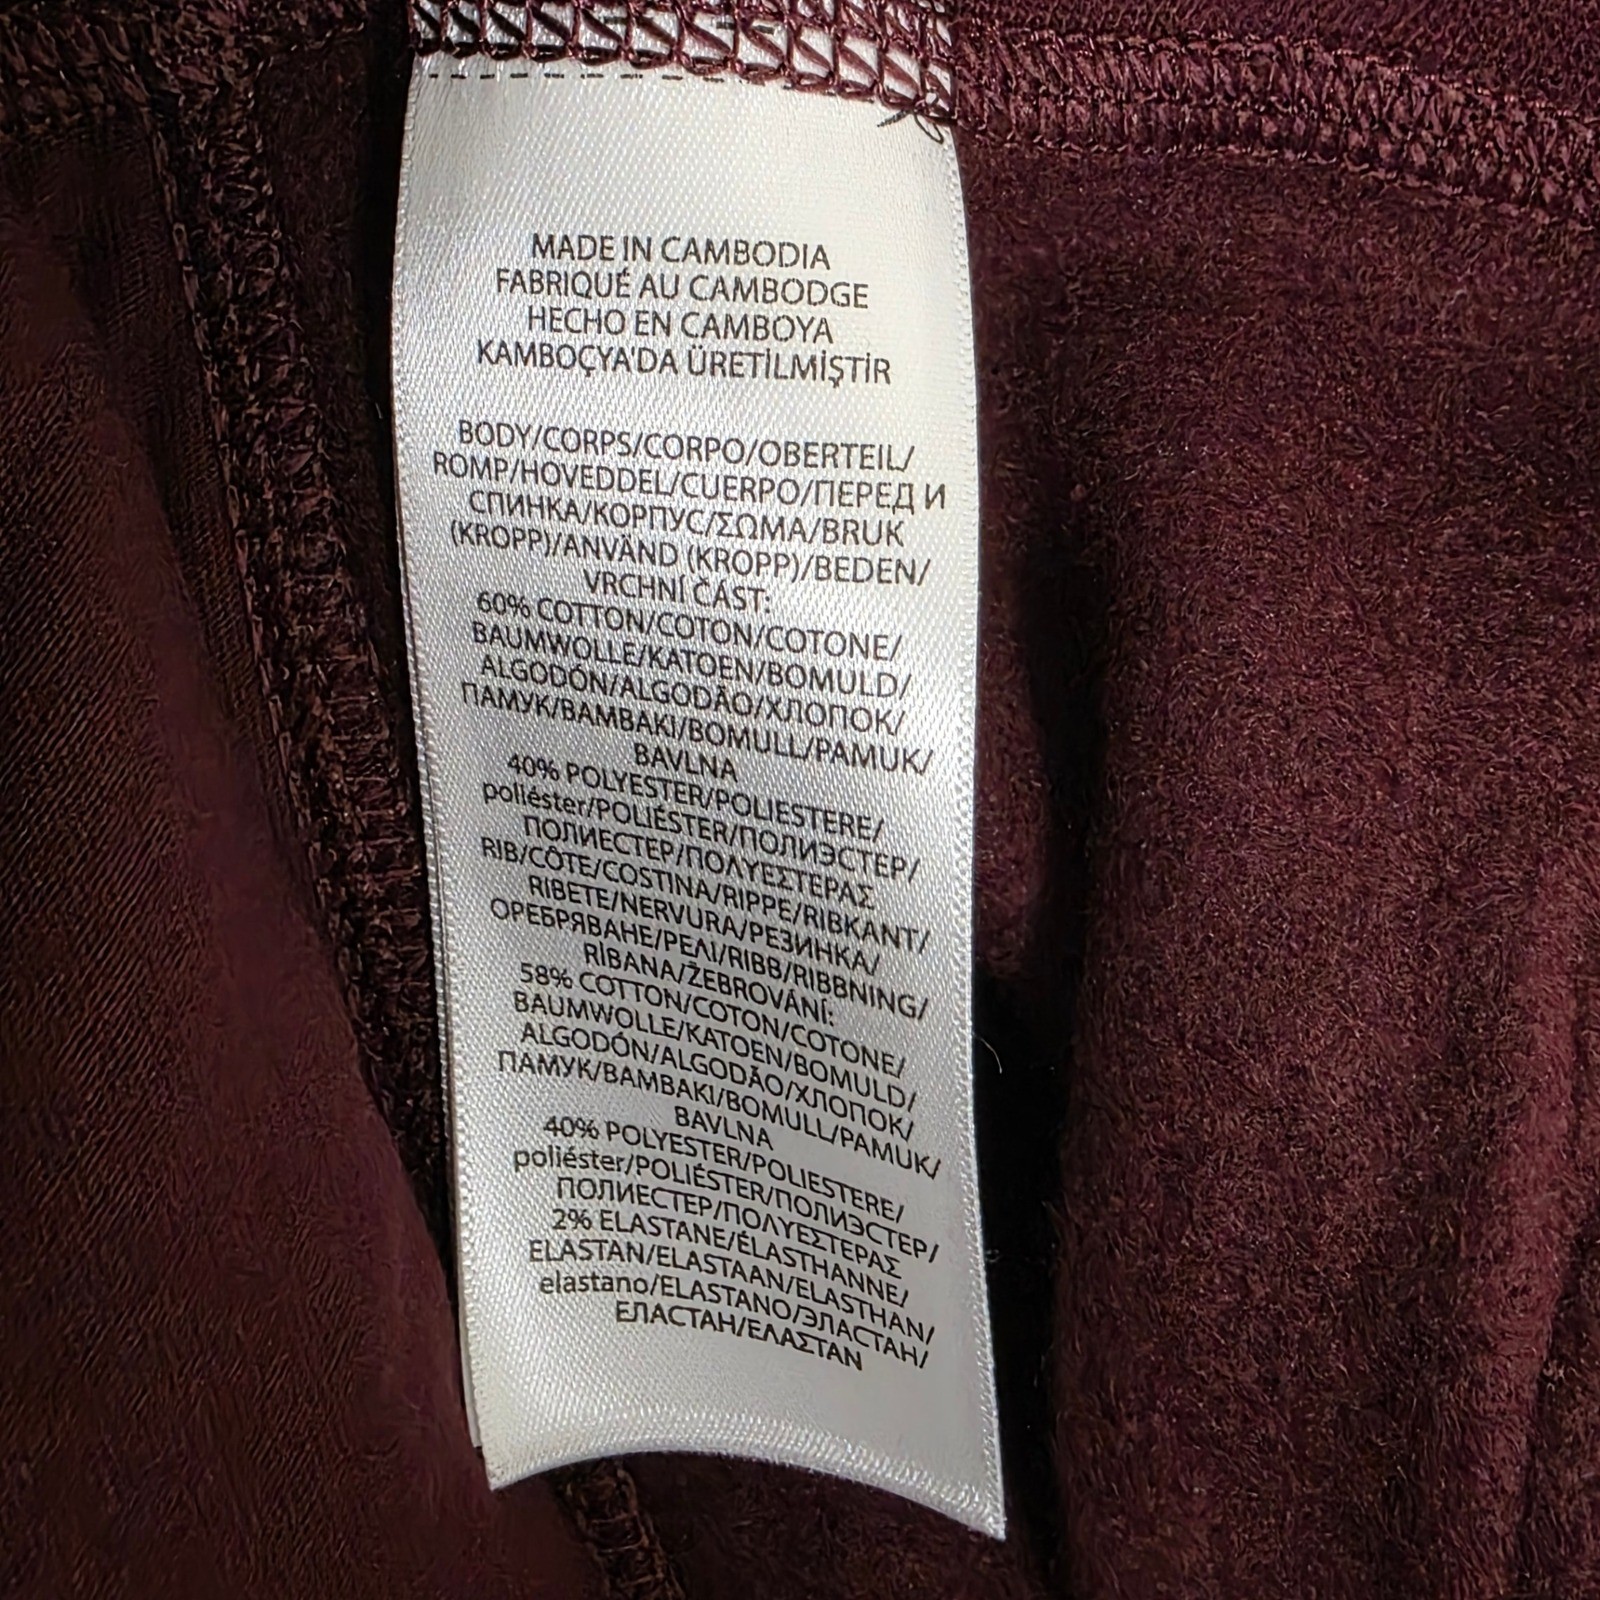 MADE IN CAMBODIA
FABRIQUÉ AU CAMBODGE
HECHO EN CAMBOYA
KAMBOÇYA'DA ÜRETİLMİŞTİR
BODY/CORPS/CORPO/OBERTEIL/
ROMP/HOVEDDEL/CUERPO/ПЕРЕД И
СПИНКА/КОРПУС/ΣΩΜΑ/BRUK
(KROPP)/ANVÄND (KROPP)/BEDEN/
VRCHNÍ ČÁST:
60% COTTON/COTON/COTONE/
BAUMWOLLE/KATOEN/BOMULD/
ALGODÓN/ALGODÃO/ХЛОПОК/
ПАМУК/BAMBAKI/BOMULL/PAMUK/
BAVLNA
40% POLYESTER/POLIESTERE/
poliéster/POLIÉSTER/ПОЛИЭСТЕР/
ПОЛИЕСТЕР/ΠΟΛΥΕΣΤΕΡΑΣ
RIB/CÔTE/COSTINA/RIPPE/RIBKANT/
RIBETE/NERVURA/РЕЗИНКА/
ОРЕБРЯВАНЕ/ΡΕΛΙ/RIBB/RIBBNING/
RİBANA/ŽEBROVÁNÍ:
58% COTTON/COTON/COTONE/
BAUMWOLLE/KATOEN/BOMULD/
ALGODÓN/ALGODÃO/ХЛОПОК/
ПАМУК/BAMBAKI/BOMULL/PAMUK/
BAVLNA
40% POLYESTER/POLIESTERE/
poliéster/POLIÉSTER/ПОЛИЭСТЕР/
ПОЛИЕСТЕР/ΠΟΛΥΕΣΤΕΡΑΣ
2% ELASTANE/ÉLASTHANNE/
ELASTAN/ELASTAAN/ELASTHAN/
elastano/ELASTANO/ЭЛАСТАН/
ЕЛАСТАН/ΕΛΑΣΤΑΝ